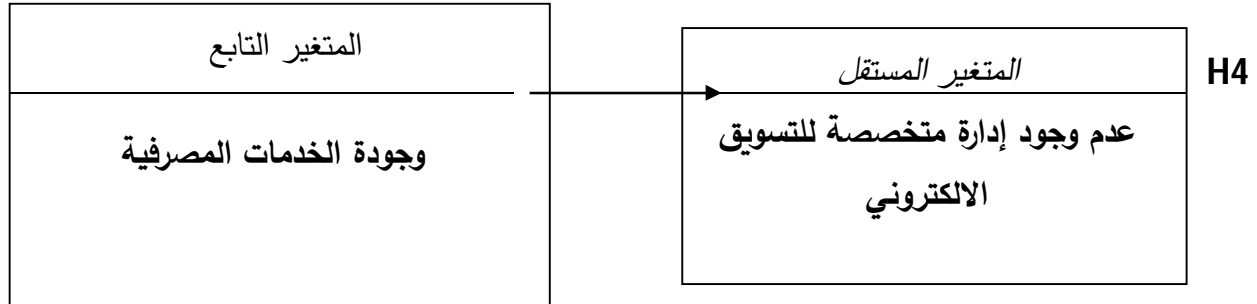 H4
المتغير المستقل
عدم وجود إدارة متخصصة للتسويق
الالكتروني
المتغير التابع
وجودة الخدمات المصرفية